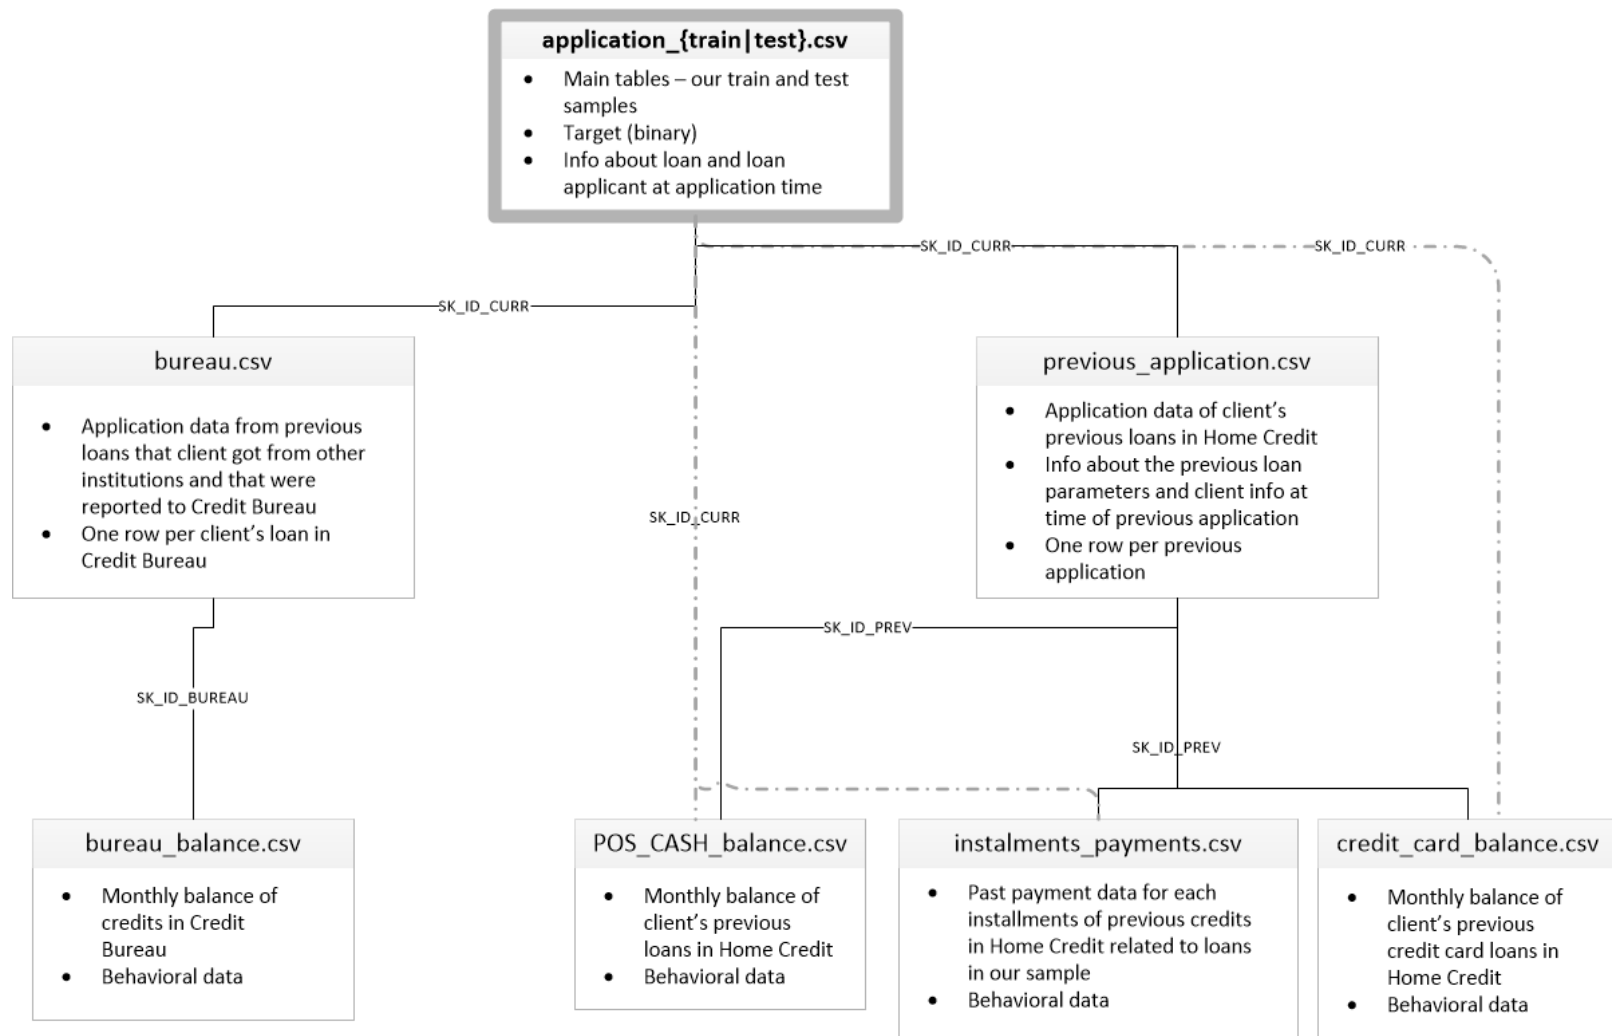 application_{train|test}.csv
• Main tables – our train and test
samples
• Target (binary)
• Info about loan and loan
applicant at application time
SK_ID_CURR
SK_ID_CURR
SK_ID_CURR
bureau.csv
• Application data from previous
loans that client got from other
institutions and that were
reported to Credit Bureau
• One row per client’s loan in
Credit Bureau
previous_application.csv
• Application data of client’s
previous loans in Home Credit
• Info about the previous loan
parameters and client info at
time of previous application
• One row per previous
application
SK_ID_CURR
SK_ID_PREV
SK_ID_BUREAU
SK_ID_PREV
bureau_balance.csv
• Monthly balance of
credits in Credit
Bureau
• Behavioral data
POS_CASH_balance.csv
• Monthly balance of
client’s previous
loans in Home Credit
• Behavioral data
instalments_payments.csv
• Past payment data for each
installments of previous credits
in Home Credit related to loans
in our sample
• Behavioral data
credit_card_balance.csv
• Monthly balance of
client’s previous
credit card loans in
Home Credit
• Behavioral data